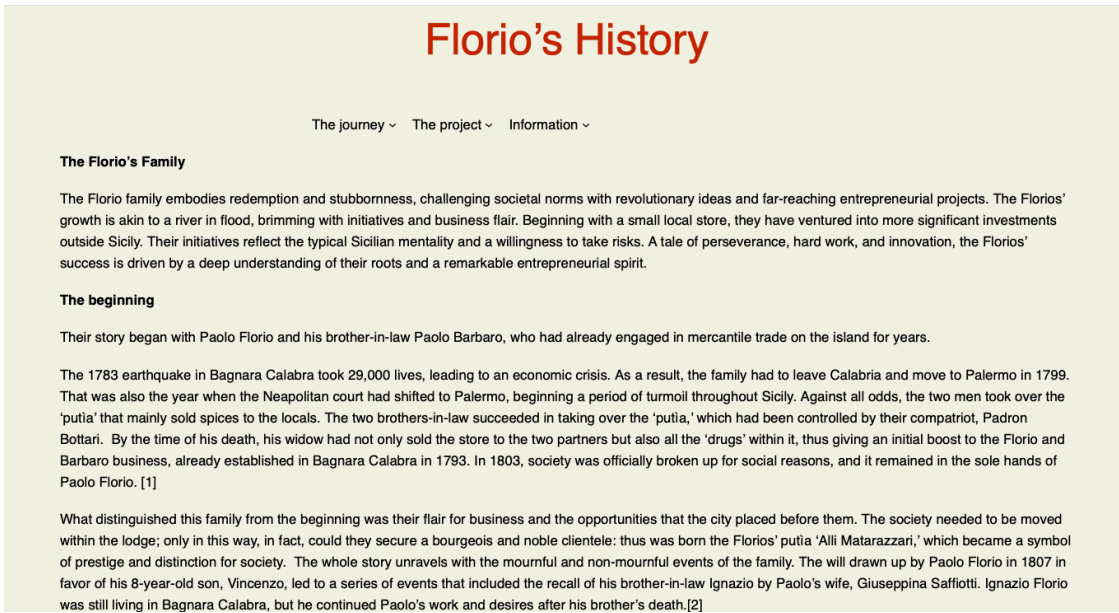 Florio’s History
The journey The project Information
The Florio’s Family
The Florio family embodies redemption and stubbornness, challenging societal norms with revolutionary ideas and far-reaching entrepreneurial projects. The Florios’
growth is akin to a river in flood, brimming with initiatives and business flair. Beginning with a small local store, they have ventured into more significant investments
outside Sicily. Their initiatives reflect the typical Sicilian mentality and a willingness to take risks. A tale of perseverance, hard work, and innovation, the Florios’
success is driven by a deep understanding of their roots and a remarkable entrepreneurial spirit.
The beginning
Their story began with Paolo Florio and his brother-in-law Paolo Barbaro, who had already engaged in mercantile trade on the island for years.
The 1783 earthquake in Bagnara Calabra took 29,000 lives, leading to an economic crisis. As a result, the family had to leave Calabria and move to Palermo in 1799.
That was also the year when the Neapolitan court had shifted to Palermo, beginning a period of turmoil throughout Sicily. Against all odds, the two men took over the
‘putìa’ that mainly sold spices to the locals. The two brothers-in-law succeeded in taking over the ‘putìa,’ which had been controlled by their compatriot, Padron
Bottari. By the time of his death, his widow had not only sold the store to the two partners but also all the ‘drugs’ within it, thus giving an initial boost to the Florio and
Barbaro business, already established in Bagnara Calabra in 1793. In 1803, society was officially broken up for social reasons, and it remained in the sole hands of
Paolo Florio. [1]
What distinguished this family from the beginning was their flair for business and the opportunities that the city placed before them. The society needed to be moved
within the lodge; only in this way, in fact, could they secure a bourgeois and noble clientele: thus was born the Florios’ putìa ‘Alli Matarazzari,’ which became a symbol
of prestige and distinction for society. The whole story unravels with the mournful and non-mournful events of the family. The will drawn up by Paolo Florio in 1807 in
favor of his 8-year-old son, Vincenzo, led to a series of events that included the recall of his brother-in-law Ignazio by Paolo’s wife, Giuseppina Saffiotti. Ignazio Florio
was still living in Bagnara Calabra, but he continued Paolo’s work and desires after his brother’s death.[2]